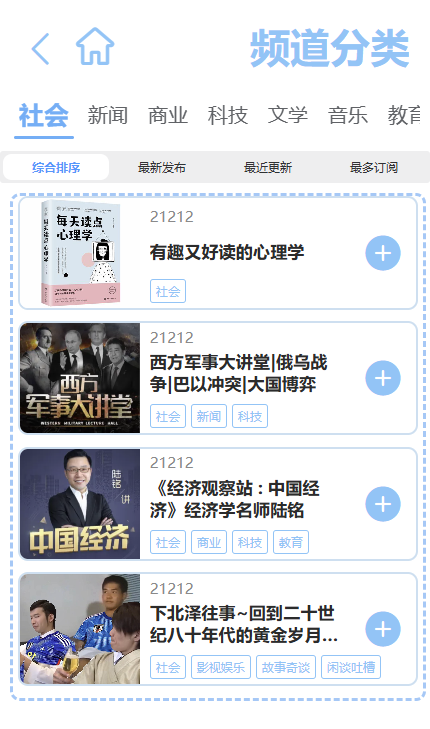 频道分类
社会 新闻 商业 科技 文学 音乐 教育
综合排序 最新发布 最近更新 最多订阅
每天读点
心理学
每天读点心理学
21212
有趣又好读的心理学
社会
西方
军事大讲堂
WESTERN MILITARY LECTURE HALL
21212
西方军事大讲堂|俄乌战
争|巴以冲突|大国博弈
社会 新闻 科技
陆铭
讲
中国经济
21212
《经济观察站：中国经
济》经济学名师陆铭
社会 商业 科技 教育
21212
下北泽往事~回到二十世
纪八十年代的黄金岁月...
社会 影视娱乐 故事奇谈 闲谈吐槽